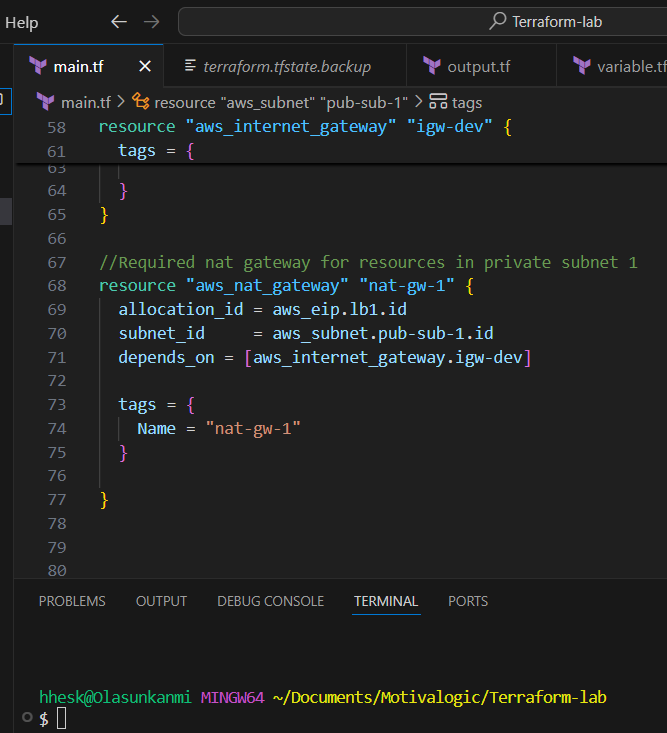 Help ← → Terraform-lab
main.tf × terraform.tfstate.backup output.tf variable.tf
main.tf > resource "aws_subnet" "pub-sub-1" > tags
58 resource "aws_internet_gateway" "igw-dev" {
61 tags = {
63
64 }
65 }
66
67 //Required nat gateway for resources in private subnet 1
68 resource "aws_nat_gateway" "nat-gw-1" {
69 allocation_id = aws_eip.lb1.id
70 subnet_id     = aws_subnet.pub-sub-1.id
71 depends_on = [aws_internet_gateway.igw-dev]
72
73 tags = {
74 Name = "nat-gw-1"
75 }
76
77 }
78
79
80
PROBLEMS OUTPUT DEBUG CONSOLE TERMINAL PORTS
hhesk@Olasunkanmi MINGW64 ~/Documents/Motivalogic/Terraform-lab
$